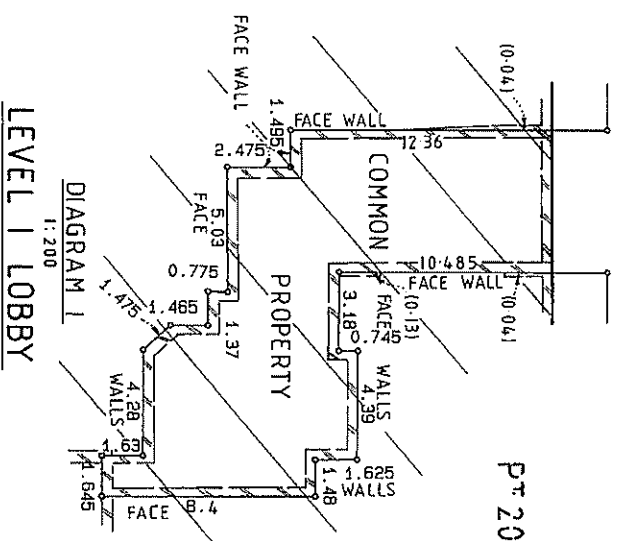 PT 20
(0·04)
FACE WALL
12·36
COMMON
10·485
FACE WALL
(0·04)
(0·13)
FACE WALL
1.495
2.475
FACE
5.03
0.775
1.465
1.475
1.37
PROPERTY
3.18
FACE
0.745
WALLS
4.39
1.625
WALLS
1.48
4.28
WALLS
1.63
1.645
FACE
8.4
DIAGRAM 1
1:200
LEVEL 1 LOBBY